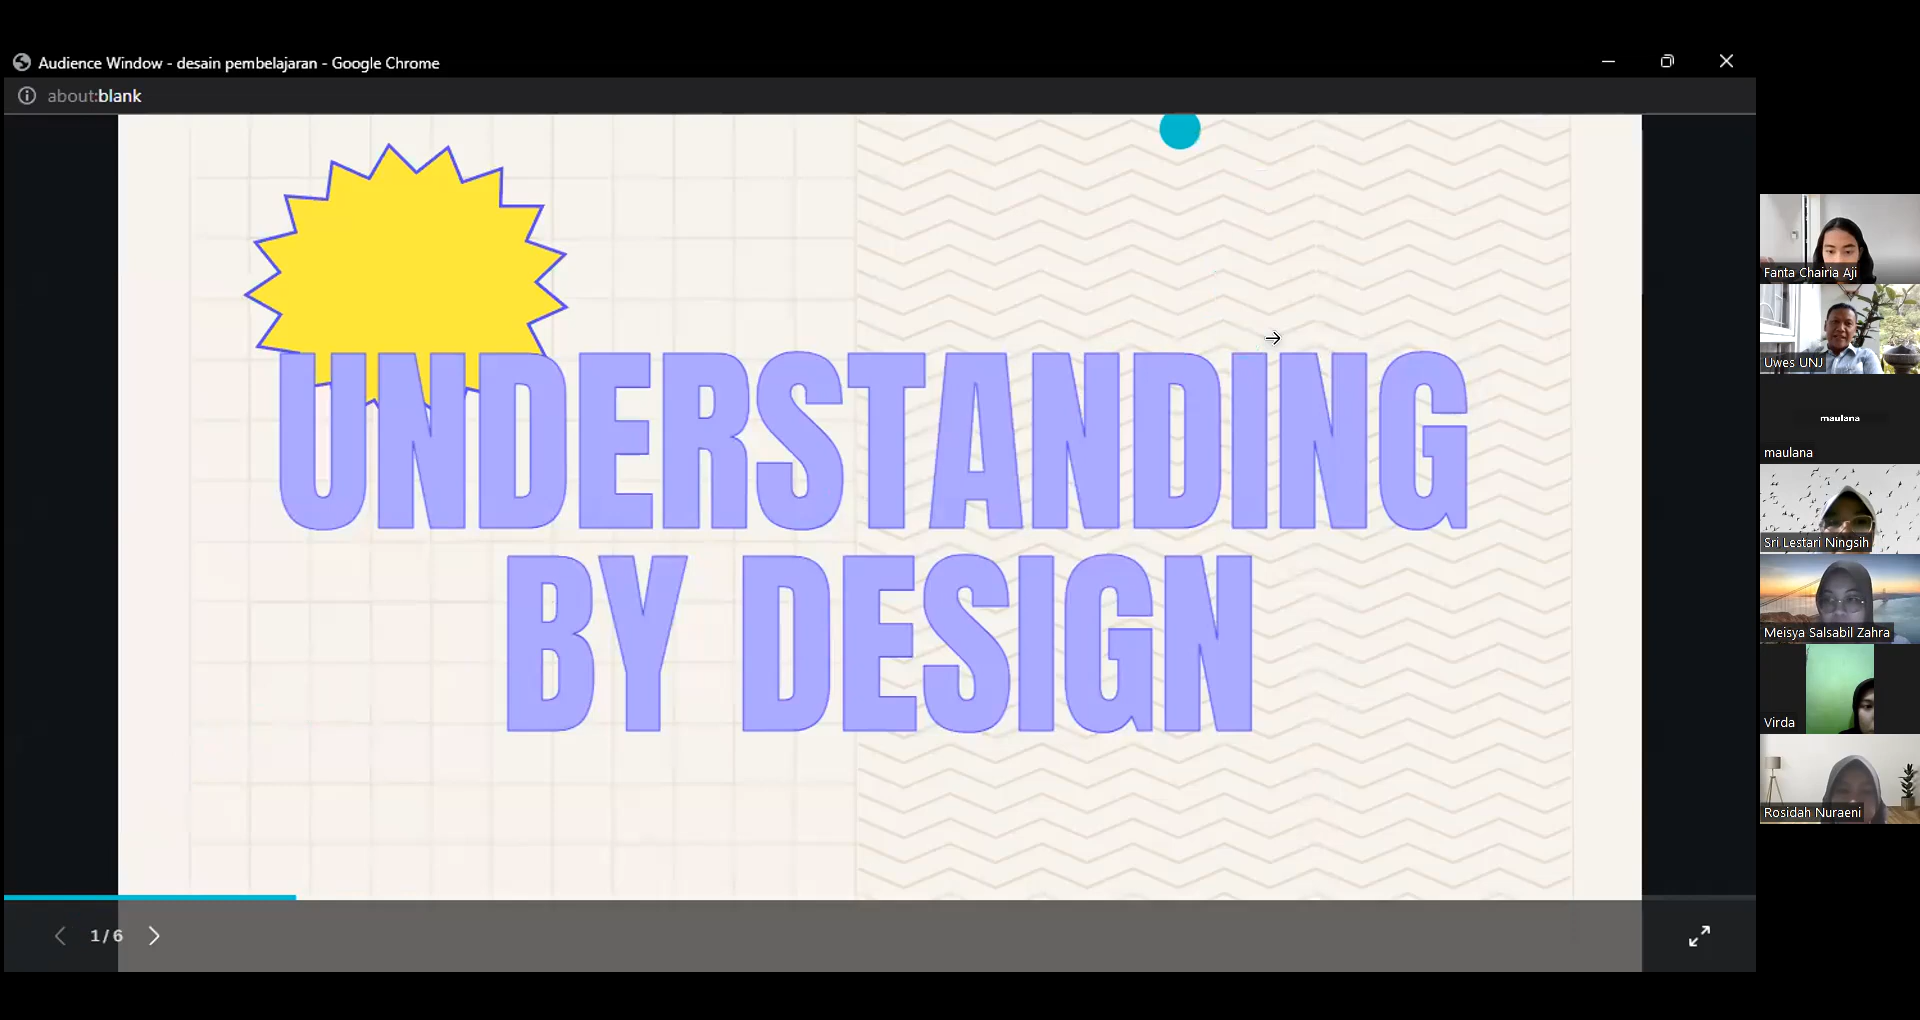 Audience Window - desain pembelajaran - Google Chrome
about:blank
UNDERSTANDING
BY DESIGN
1 / 6
Fanta Chairia Aji
Uwes UNJ
maulana
maulana
Sri Lestari Ningsih
Meisya Salsabil Zahra
Virda
Rosidah Nuraeni